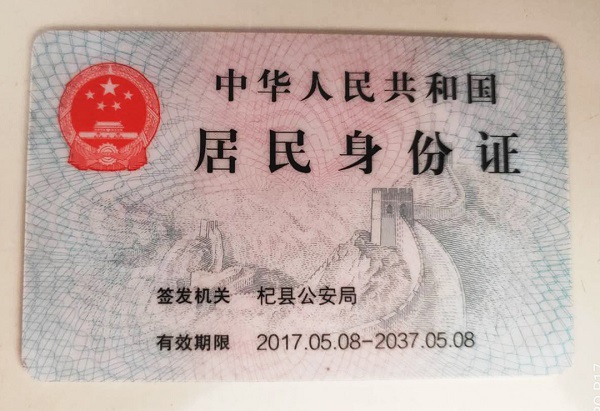 中华人民共和国
居民身份证
签发机关 杞县公安局
有效期限 2017.05.08-2037.05.08